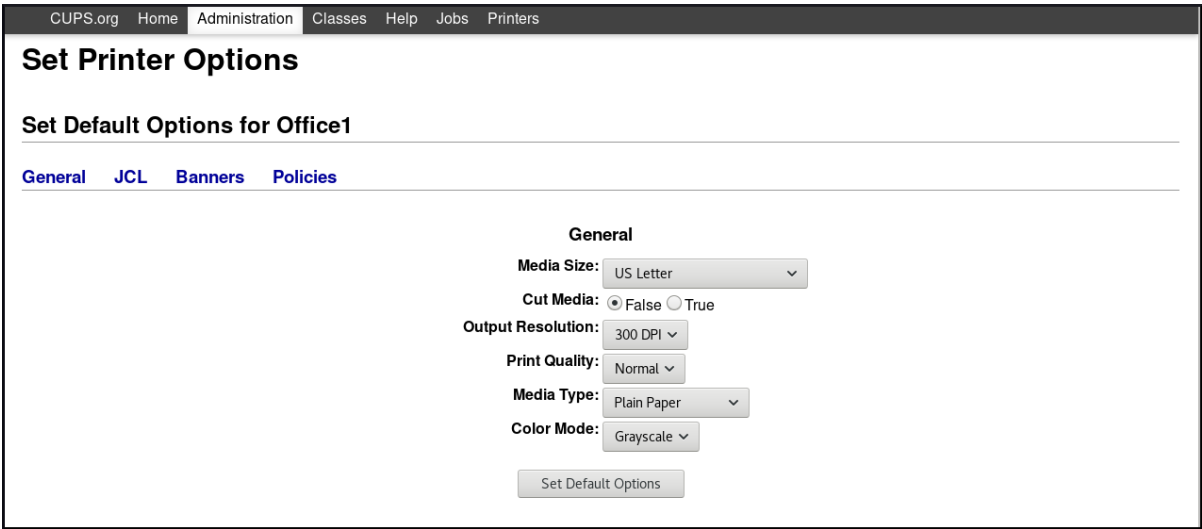 CUPS.org Home Administration Classes Help Jobs Printers
Set Printer Options
Set Default Options for Office1
General JCL Banners Policies
General
Media Size: US Letter
Cut Media: False True
Output Resolution: 300 DPI
Print Quality: Normal
Media Type: Plain Paper
Color Mode: Grayscale
Set Default Options